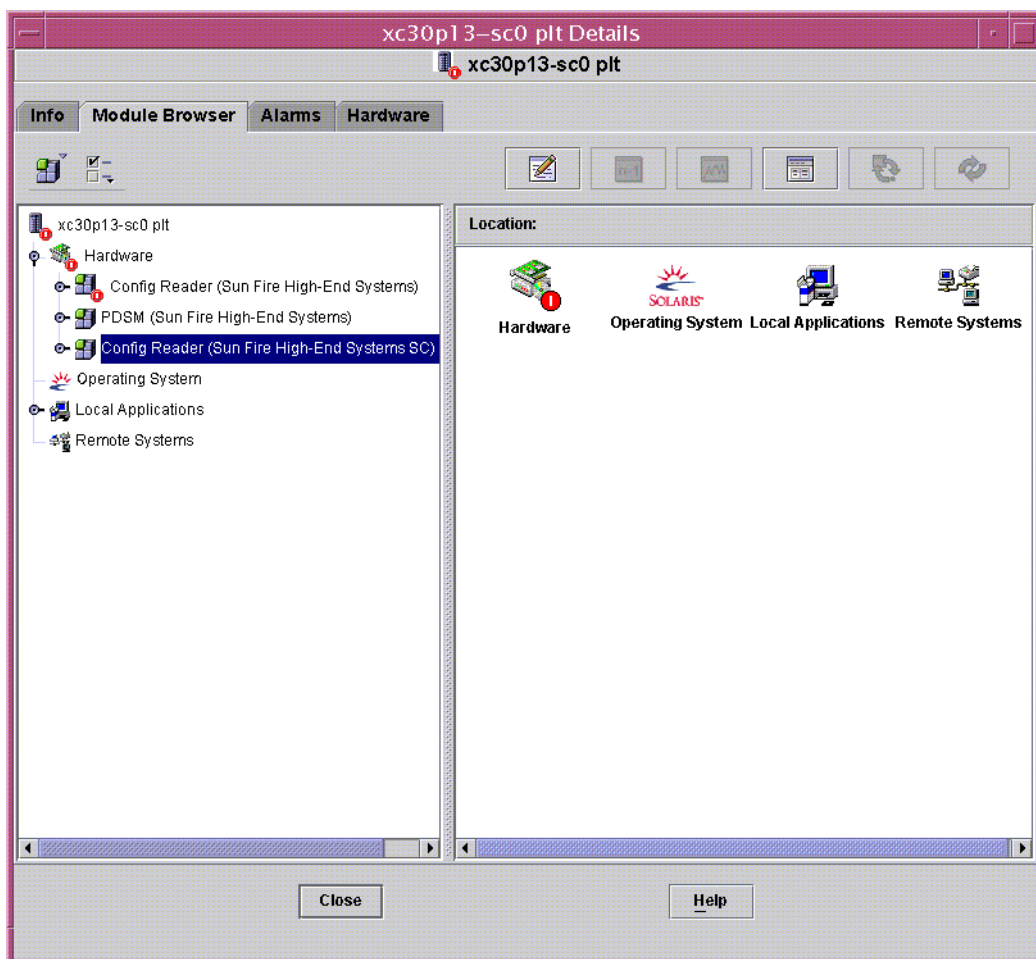 xc30p13–sc0 plt Details
xc30p13-sc0 plt
Info Module Browser Alarms Hardware
xc30p13-sc0 plt
Hardware
Config Reader (Sun Fire High-End Systems)
PDSM (Sun Fire High-End Systems)
Config Reader (Sun Fire High-End Systems SC)
Operating System
Local Applications
Remote Systems
Location:
SOLARIS
Hardware Operating System Local Applications Remote Systems
Close Help